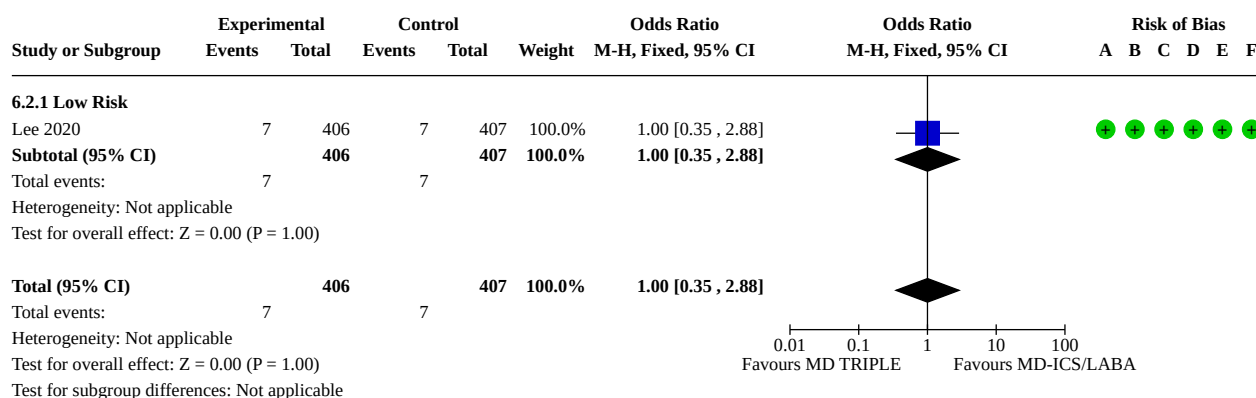 Experimental Control Odds Ratio Odds Ratio Risk of Bias
Study or Subgroup Events Total Events Total Weight M-H, Fixed, 95% CI M-H, Fixed, 95% CI A B C D E F
6.2.1 Low Risk
Lee 2020 7 406 7 407 100.0% 1.00 [0.35 , 2.88] + + + + + +
Subtotal (95% CI) 406 407 100.0% 1.00 [0.35 , 2.88]
Total events: 7 7
Heterogeneity: Not applicable
Test for overall effect: Z = 0.00 (P = 1.00)
Total (95% CI) 406 407 100.0% 1.00 [0.35 , 2.88]
Total events: 7 7
Heterogeneity: Not applicable
0.01 0.1 1 10 100
Test for overall effect: Z = 0.00 (P = 1.00) Favours MD TRIPLE Favours MD-ICS/LABA
Test for subgroup differences: Not applicable